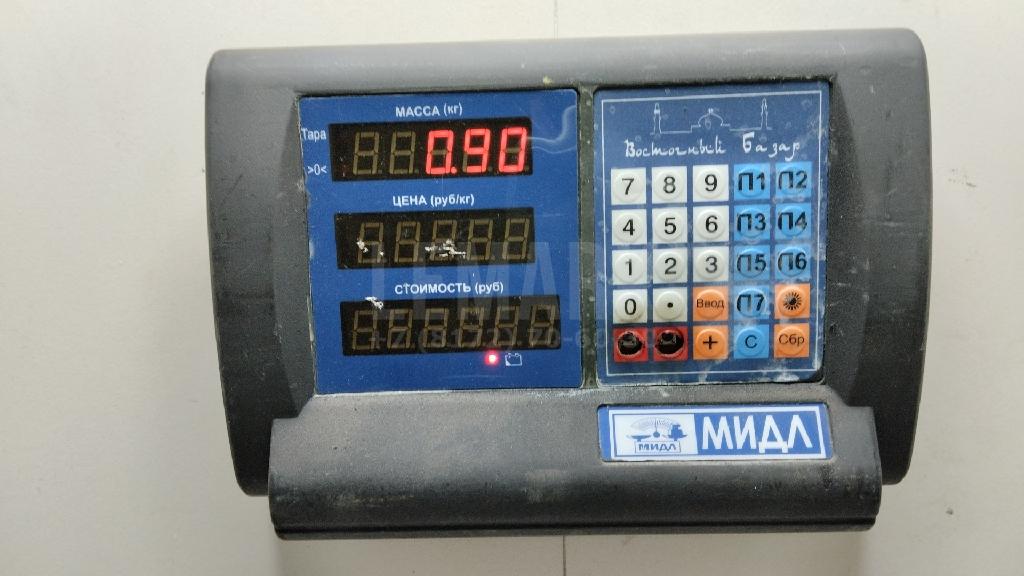 МАССА (кг)
Тара
0.90
>0<
ЦЕНА (руб/кг)
СТОИМОСТЬ (руб)
Восточный Базар
7 8 9 П1 П2
4 5 6 П3 П4
1 2 3 П5 П6
0 . Ввод П7
+ С Сбр
МИДЛ
МИДЛ